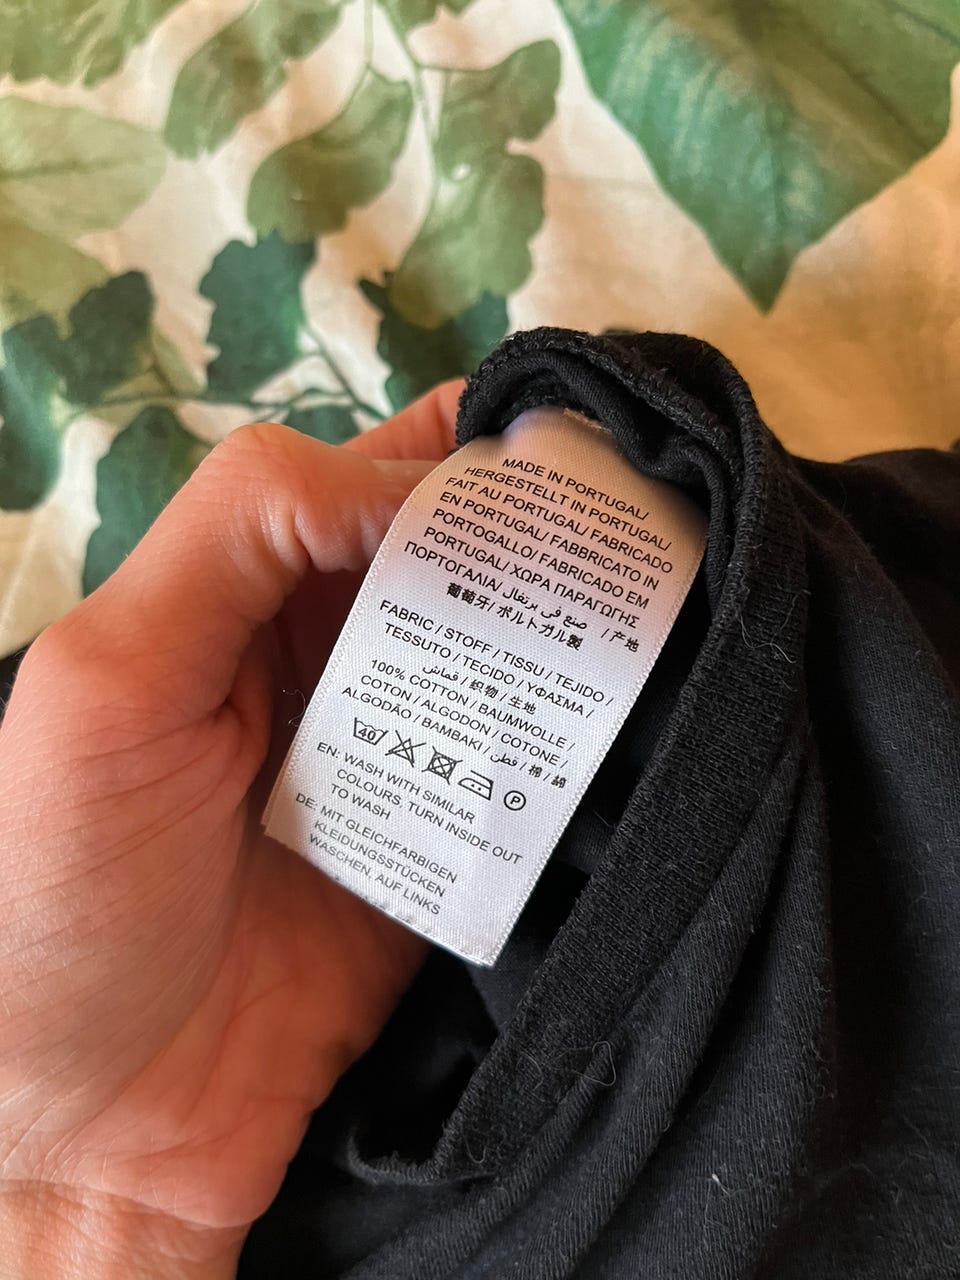 MADE IN PORTUGAL/
HERGESTELLT IN PORTUGAL/
FAIT AU PORTUGAL/ FABRICADO
EN PORTUGAL/ FABBRICATO IN
PORTOGALLO/ FABRICADO EM
PORTUGAL/ ΧΩΡΑ ΠΑΡΑΓΩΓΗΣ
ΠΟΡΤΟΓΑΛΙΑ/ صنع في برتغال / 产地
葡萄牙/ ポルトガル製
FABRIC / STOFF / TISSU / TEJIDO /
TESSUTO / TECIDO / ΥΦΑΣΜΑ /
قماش / 织物 / 生地
100% COTTON / BAUMWOLLE /
COTON / ALGODON / COTONE /
ALGODÃO / BAMBAKI / قطن / 棉 / 綿
40 P
EN: WASH WITH SIMILAR
COLOURS. TURN INSIDE OUT
TO WASH
DE: MIT GLEICHFARBIGEN
KLEIDUNGSSTÜCKEN
WASCHEN. AUF LINKS